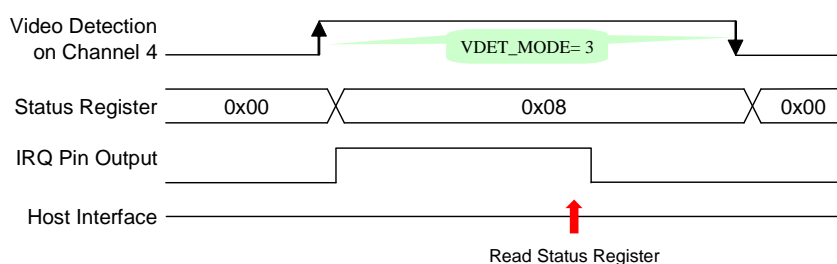 Video Detection
on Channel 4
VDET_MODE= 3
Status Register
0x00
0x08
0x00
IRQ Pin Output
Host Interface
Read Status Register